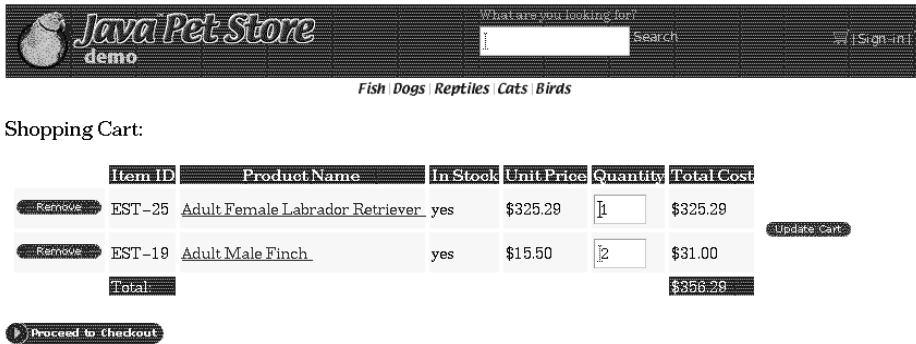 Java Pet Store
demo
What are you looking for?
Search
|Sign-in|
Fish | Dogs | Reptiles | Cats | Birds
Shopping Cart:
Item ID Product Name In Stock Unit Price Quantity Total Cost
Remove EST-25 Adult Female Labrador Retriever yes $325.29 1 $325.29
Update Cart
Remove EST-19 Adult Male Finch yes $15.50 2 $31.00
Total: $356.29
Proceed to Checkout